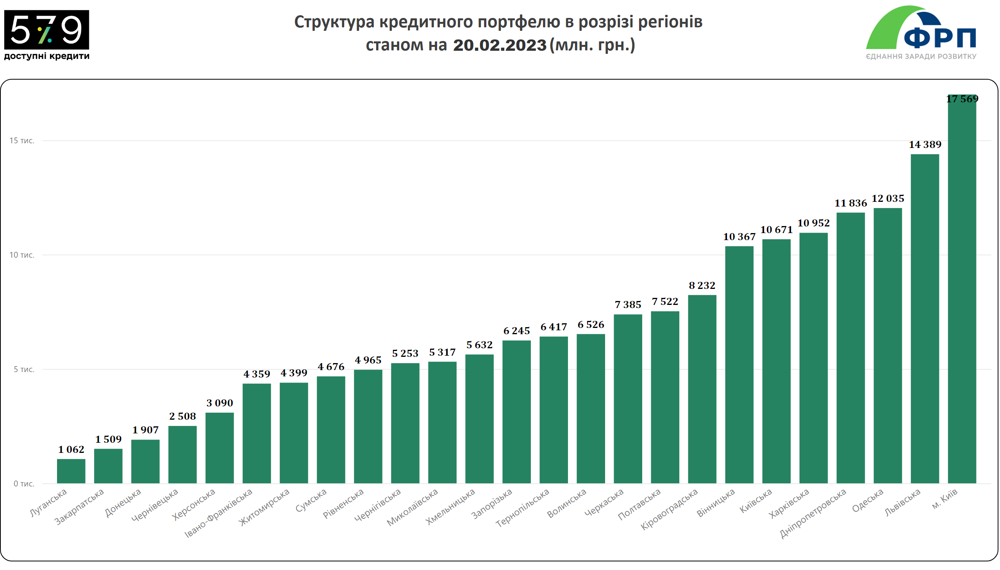 5%9
доступні кредити
Структура кредитного портфелю в розрізі регіонів
станом на 20.02.2023 (млн. грн.)
ФРП
ЄДНАННЯ ЗАРАДИ РОЗВИТКУ
15 тис.
10 тис.
5 тис.
0 тис.
1 062
1 509
1 907
2 508
3 090
4 359
4 399
4 676
4 965
5 253
5 317
5 632
6 245
6 417
6 526
7 385
7 522
8 232
10 367
10 671
10 952
11 836
12 035
14 389
17 569
Луганська
Закарпатська
Донецька
Чернівецька
Херсонська
Івано-Франківська
Житомирська
Сумська
Рівненська
Чернігівська
Миколаївська
Хмельницька
Запорізька
Тернопільська
Волинська
Черкаська
Полтавська
Кіровоградська
Вінницька
Київська
Харківська
Дніпропетровська
Одеська
Львівська
м. Київ